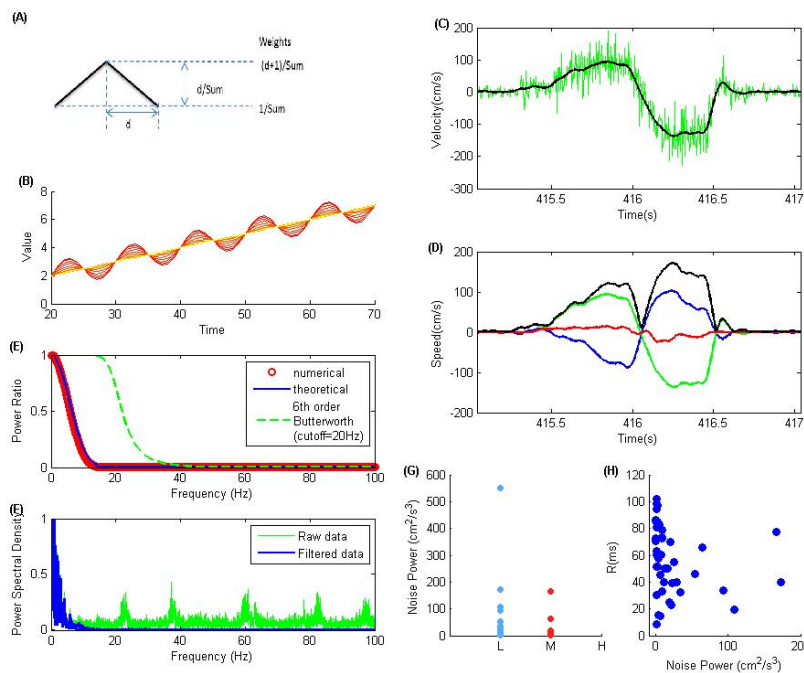 (A)
Weights
(d+1)/Sum
d/Sum
1/Sum
d
(B)
8
6
4
2
0
Value
20 30 40 50 60 70
Time
(E)
1
0.5
0
Power Ratio
numerical
theoretical
6th order
Butterworth
(cutoff=20Hz)
0 20 40 60 80 100
Frequency (Hz)
(F)
1
0.5
0
Power Spectral Density
Raw data
Filtered data
0 20 40 60 80 100
Frequency (Hz)
(C)
200
100
0
-100
-200
-300
Velocity(cm/s)
415.5 416 416.5 417
Time(s)
(D)
200
100
0
-100
-200
Speed(cm/s)
415.5 416 416.5 417
Time(s)
(G)
600
500
400
300
200
100
0
Noise Power (cm²/s³)
L M H
(H)
120
100
80
60
40
20
0
R(ms)
0 100 200
Noise Power (cm²/s³)